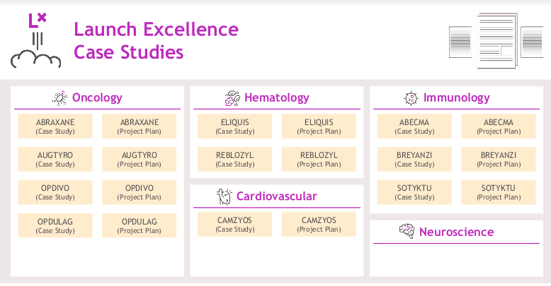 Lx
Launch Excellence
Case Studies
Oncology
ABRAXANE
(Case Study)
ABRAXANE
(Project Plan)
AUGTYRO
(Case Study)
AUGTYRO
(Project Plan)
OPDIVO
(Case Study)
OPDIVO
(Project Plan)
OPDULAG
(Case Study)
OPDULAG
(Project Plan)
Hematology
ELIQUIS
(Case Study)
ELIQUIS
(Project Plan)
REBLOZYL
(Case Study)
REBLOZYL
(Project Plan)
Cardiovascular
CAMZYOS
(Case Study)
CAMZYOS
(Project Plan)
Immunology
ABECMA
(Case Study)
ABECMA
(Project Plan)
BREYANZI
(Case Study)
BREYANZI
(Project Plan)
SOTYKTU
(Case Study)
SOTYKTU
(Project Plan)
Neuroscience